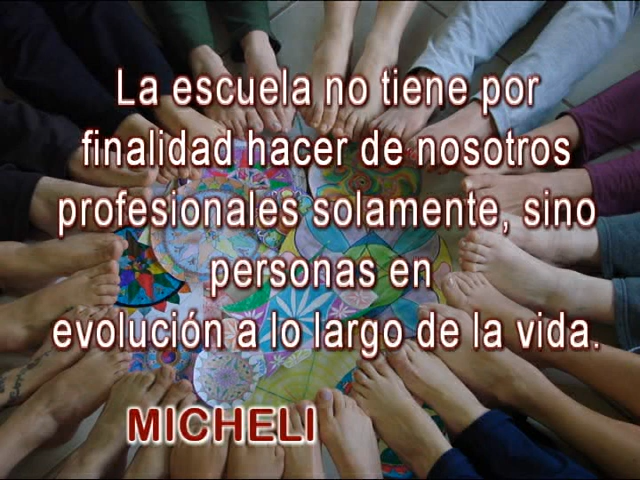 La escuela no tiene por
finalidad hacer de nosotros
profesionales solamente, sino
personas en
evolución a lo largo de la vida.
MICHELI